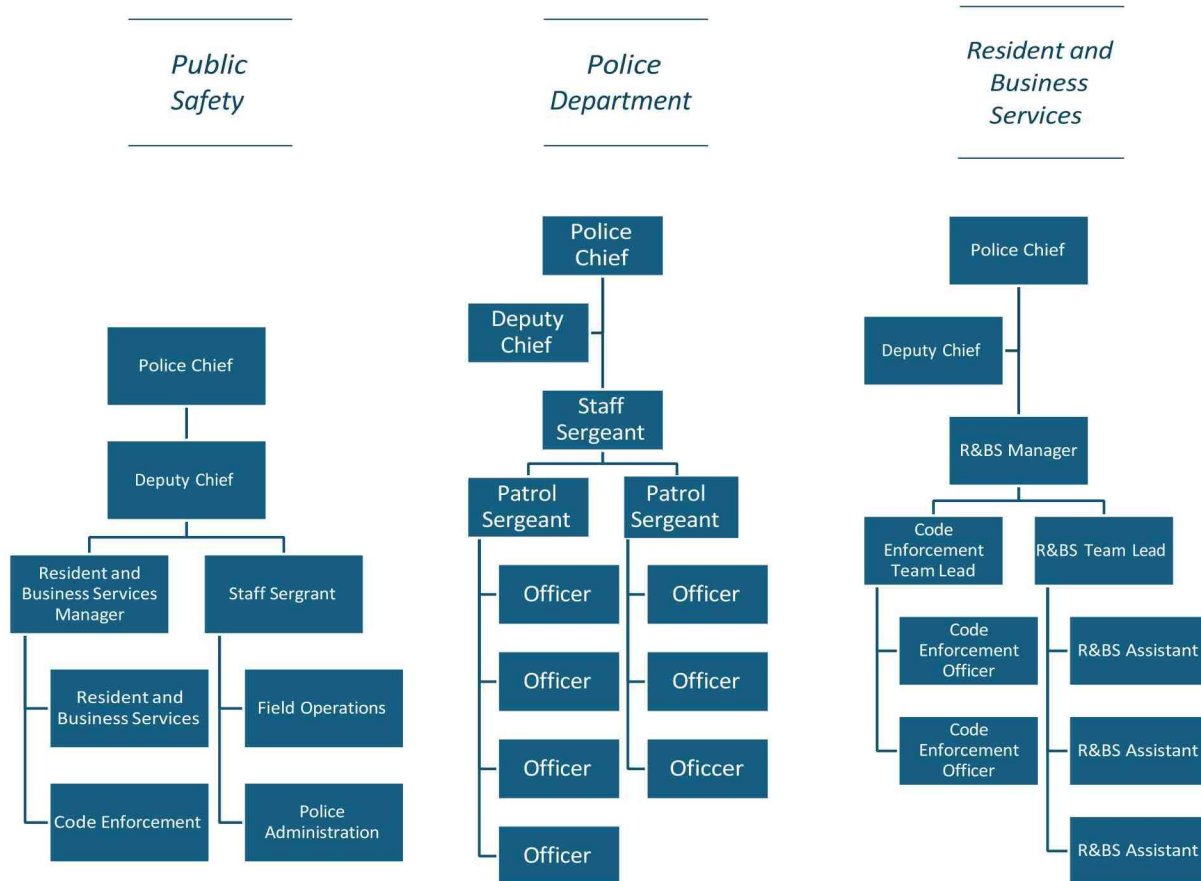 Public
Safety
Police Chief
Deputy Chief
Resident and
Business Services
Manager
Staff Sergrant
Resident and
Business Services
Field Operations
Code Enforcement
Police
Administration
Police
Department
Police
Chief
Deputy
Chief
Staff
Sergeant
Patrol
Sergeant
Patrol
Sergeant
Officer
Officer
Officer
Officer
Officer
Oficcer
Officer
Officer
Resident and
Business
Services
Police Chief
Deputy Chief
R&BS Manager
Code
Enforcement
Team Lead
R&BS Team Lead
Code
Enforcement
Officer
R&BS Assistant
Code
Enforcement
Officer
R&BS Assistant
R&BS Assistant